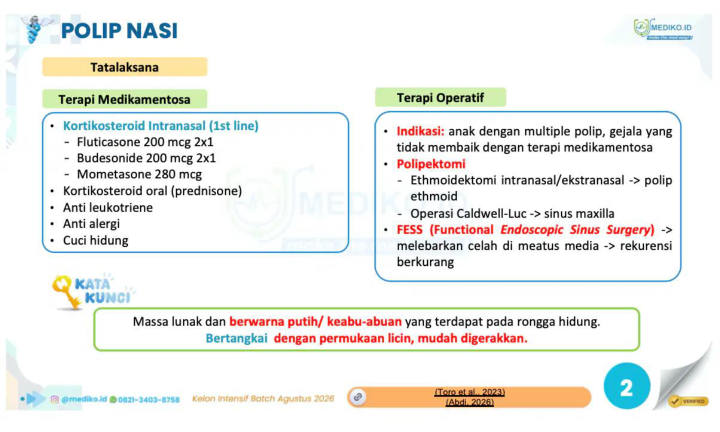 POLIP NASI
MEDIKO.ID
Tatalaksana
Terapi Medikamentosa
• Kortikosteroid Intranasal (1st line)
- Fluticasone 200 mcg 2x1
- Budesonide 200 mcg 2x1
- Mometasone 280 mcg
• Kortikosteroid oral (prednisone)
• Anti leukotriene
• Anti alergi
• Cuci hidung
Terapi Operatif
• Indikasi: anak dengan multiple polip, gejala yang
tidak membaik dengan terapi medikamentosa
• Polipektomi
- Ethmoidektomi intranasal/ekstranasal -> polip
ethmoid
- Operasi Caldwell-Luc -> sinus maxilla
• FESS (Functional Endoscopic Sinus Surgery) ->
melebarkan celah di meatus media -> rekurensi
berkurang
MEDIKO.ID
KATA
KUNCI
Massa lunak dan berwarna putih/ keabu-abuan yang terdapat pada rongga hidung.
Bertangkai dengan permukaan licin, mudah digerakkan.
@mediko.id 0821-3403-8758 Kelon Intensif Batch Agustus 2026
(Toro et al., 2023)
(Abdi, 2026)
2
VERIFIED